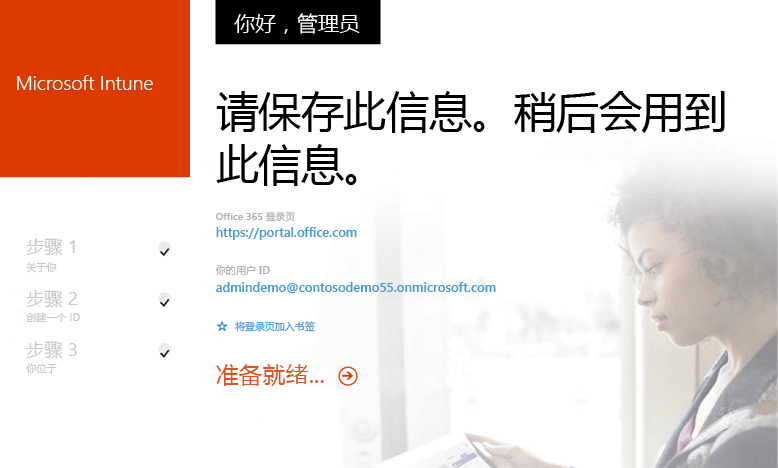 你好，管理员
Microsoft Intune
请保存此信息。稍后会用到
此信息。
Office 365 登录页
https://portal.office.com
你的用户 ID
admindemo@contosodemo55.onmicrosoft.com
将登录页加入书签
准备就绪...
步骤 1
关于你
步骤 2
创建一个 ID
步骤 3
你位于